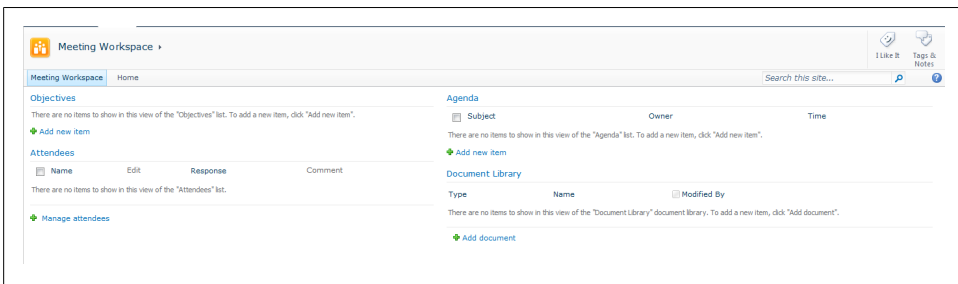 Meeting Workspace
I Like It
Tags &
Notes
Meeting Workspace Home
Search this site...
Objectives
There are no items to show in this view of the "Objectives" list. To add a new item, click "Add new item".
Add new item
Attendees
Name Edit Response Comment
There are no items to show in this view of the "Attendees" list.
Manage attendees
Agenda
Subject Owner Time
There are no items to show in this view of the "Agenda" list. To add a new item, click "Add new item".
Add new item
Document Library
Type Name Modified By
There are no items to show in this view of the "Document Library" document library. To add a new item, click "Add document".
Add document